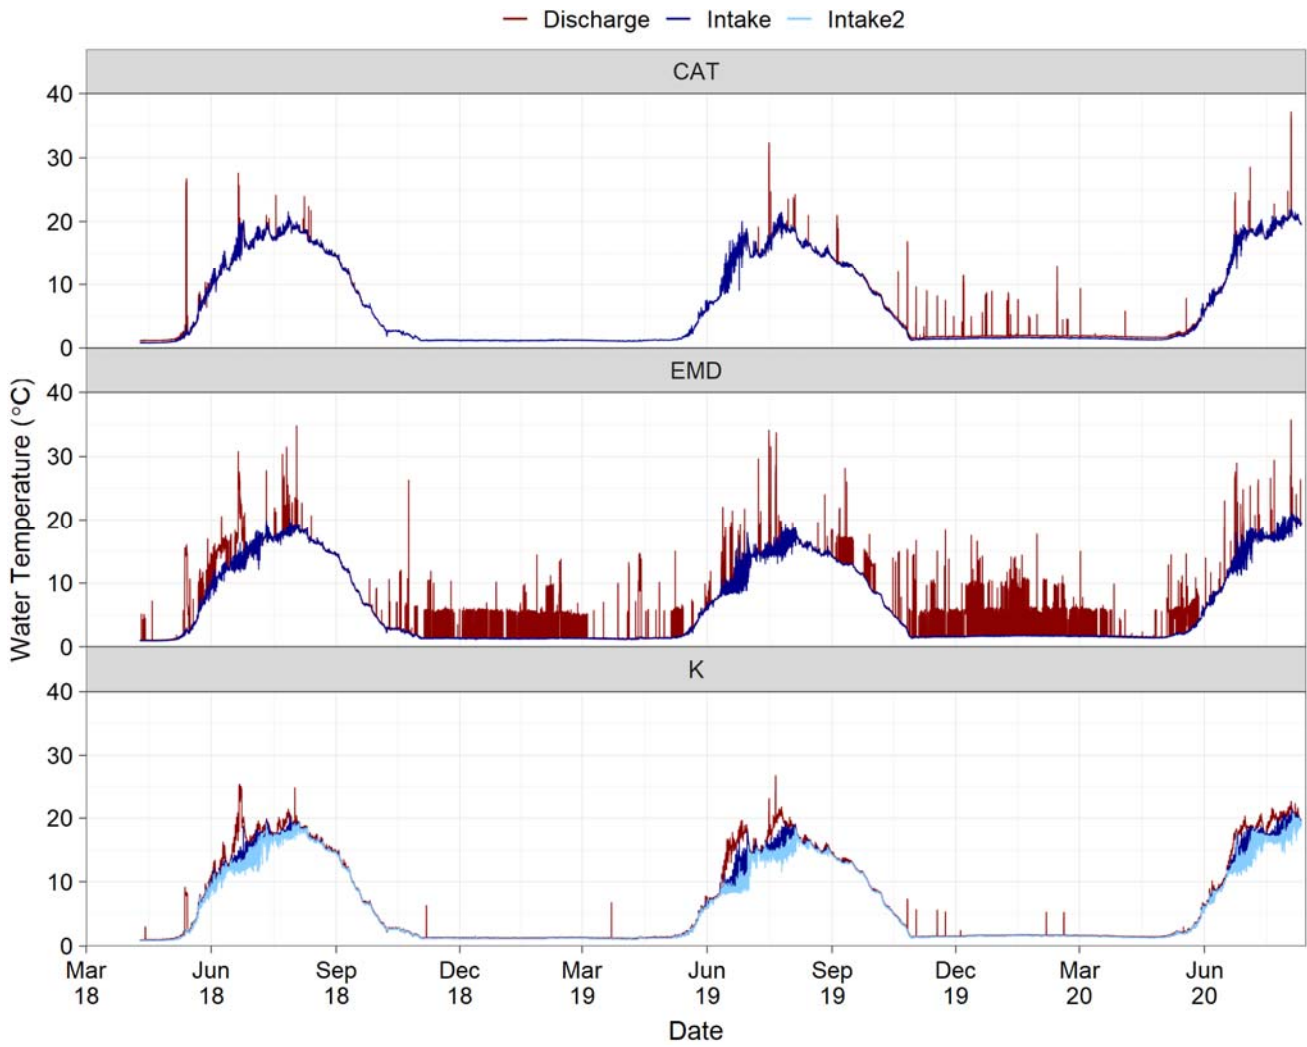 Discharge Intake Intake2
CAT
40
30
20
10
0
EMD
40
30
20
10
0
K
40
30
20
10
0
Water Temperature (°C)
Mar Jun Sep Dec Mar Jun Sep Dec Mar Jun
18 18 18 18 19 19 19 19 20 20
Date